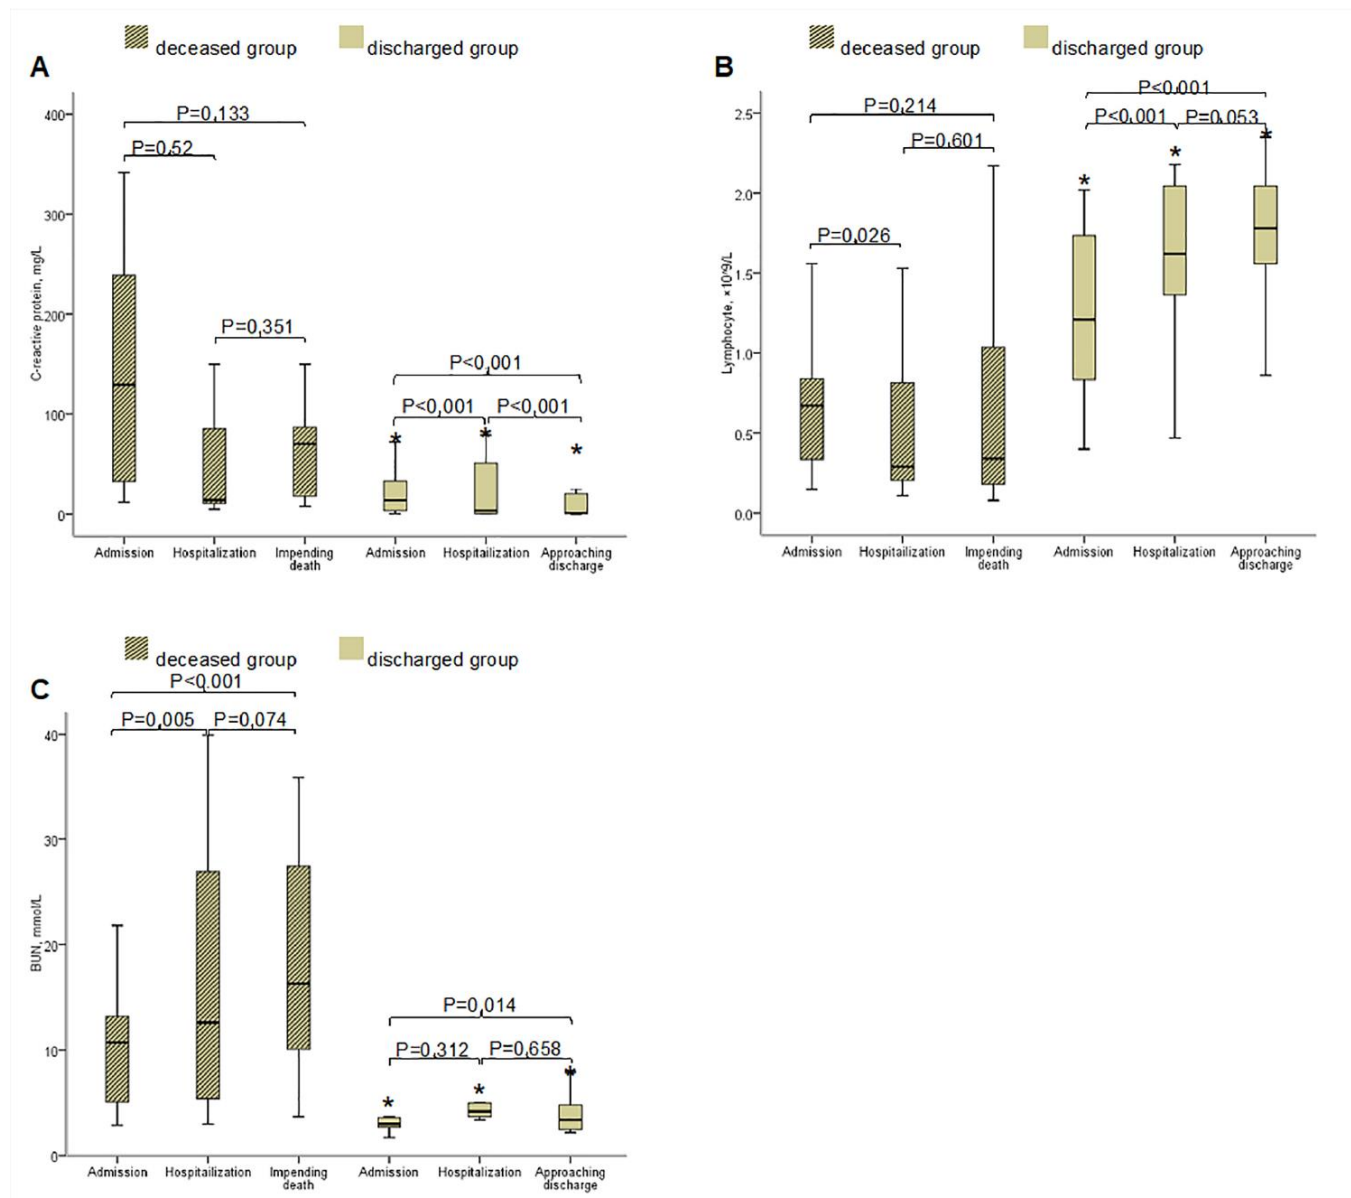 deceased group discharged group
A
C-reactive protein, mg/L
400
300
200
100
0
P=0.133
P=0.52
P=0.351
P<0.001
P<0.001 P<0.001
* * *
Admission Hospitalization Impending death Admission Hospitailization Approaching discharge
deceased group discharged group
B
Lymphocyte, ×10^9/L
2.5
2.0
1.5
1.0
0.5
0.0
P<0.001
P=0.214 P<0.001 P=0.053
P=0.601
P=0.026
* * *
Admission Hospitailization Impending death Admission Hospitalization Approaching discharge
deceased group discharged group
C
BUN, mmol/L
40
30
20
10
0
P<0.001
P=0.005 P=0.074
P=0.014
P=0.312 P=0.658
* * *
Admission Hospitailization Impending death Admission Hospitalization Approaching discharge